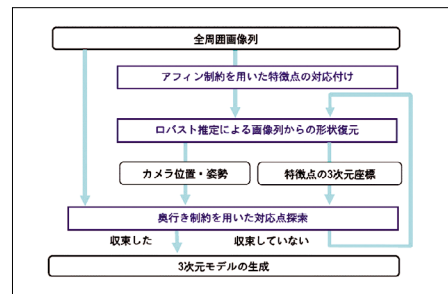 全周囲画像列
アフィン制約を用いた特徴点の対応付け
ロバスト推定による画像列からの形状復元
カメラ位置・姿勢
特徴点の3次元座標
奥行き制約を用いた対応点探索
収束した
収束していない
3次元モデルの生成